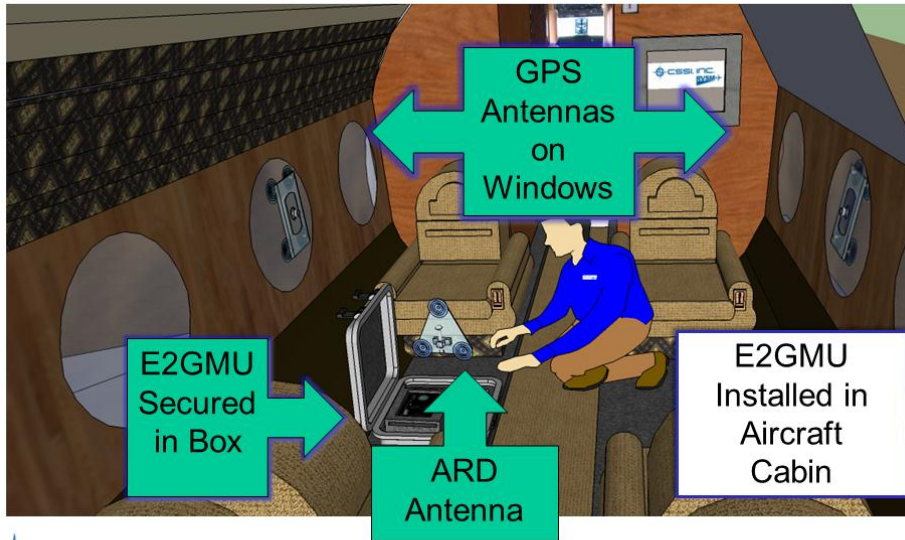 GPS
Antennas
on
Windows
CSSI, INC.
E2GMU
Secured
in Box
ARD
Antenna
E2GMU
Installed in
Aircraft
Cabin